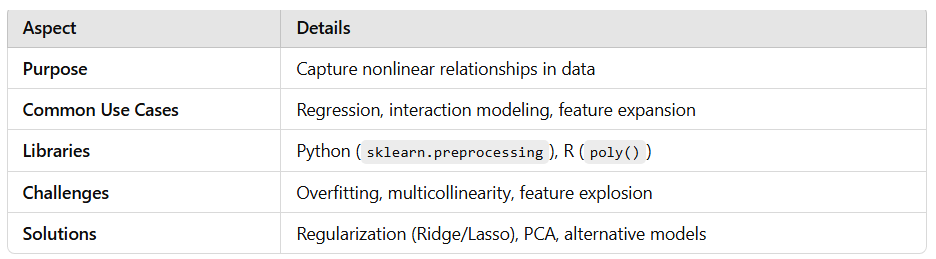 Aspect Details
Purpose Capture nonlinear relationships in data
Common Use Cases Regression, interaction modeling, feature expansion
Libraries Python ( sklearn.preprocessing ), R ( poly() )
Challenges Overfitting, multicollinearity, feature explosion
Solutions Regularization (Ridge/Lasso), PCA, alternative models